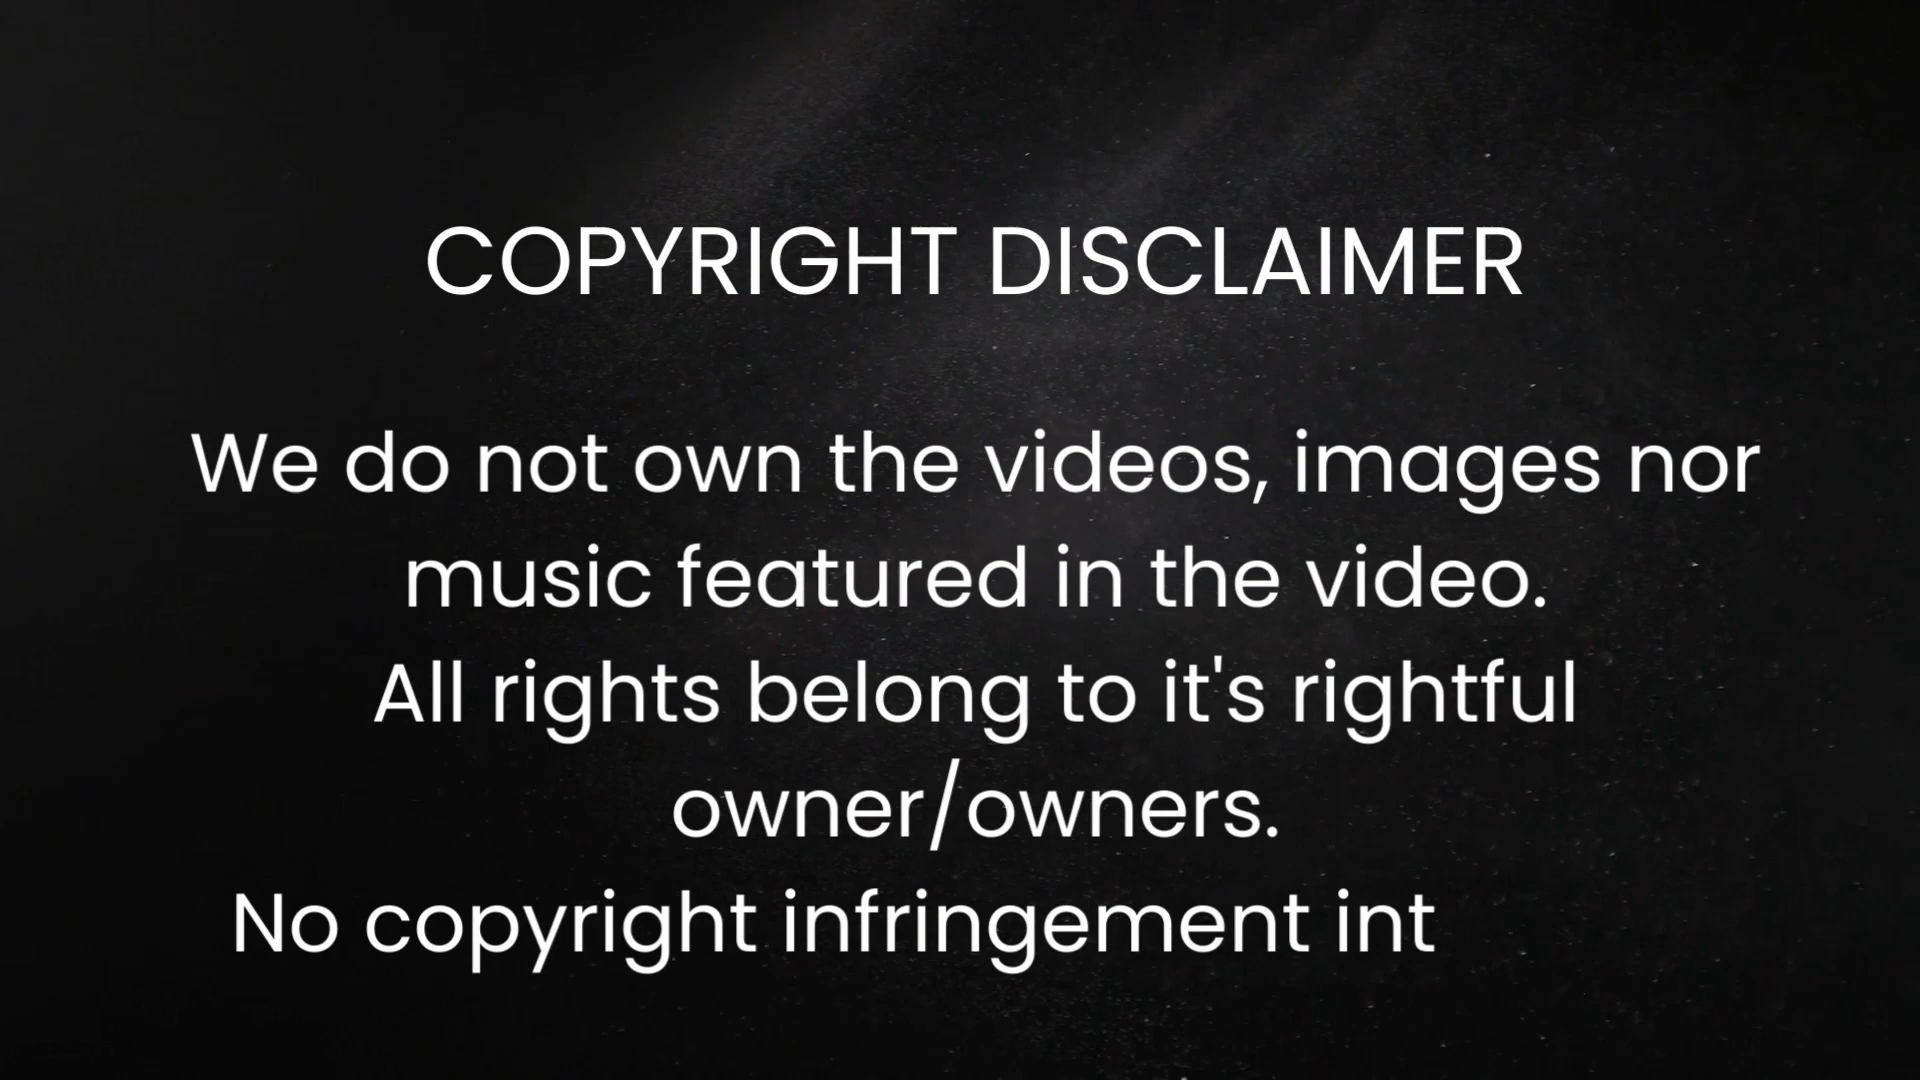 COPYRIGHT DISCLAIMER
We do not own the videos, images nor
music featured in the video.
All rights belong to it's rightful
owner/owners.
No copyright infringement int